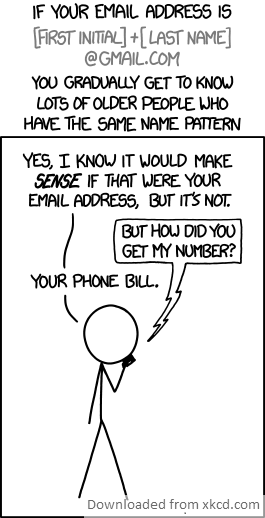 IF YOUR EMAIL ADDRESS IS
[FIRST INITIAL]+[LAST NAME]
@GMAIL.COM
YOU GRADUALLY GET TO KNOW
LOTS OF OLDER PEOPLE WHO
HAVE THE SAME NAME PATTERN
YES, I KNOW IT WOULD MAKE
SENSE IF THAT WERE YOUR
EMAIL ADDRESS, BUT IT'S NOT.
BUT HOW DID YOU
GET MY NUMBER?
YOUR PHONE BILL.
Downloaded from xkcd.com